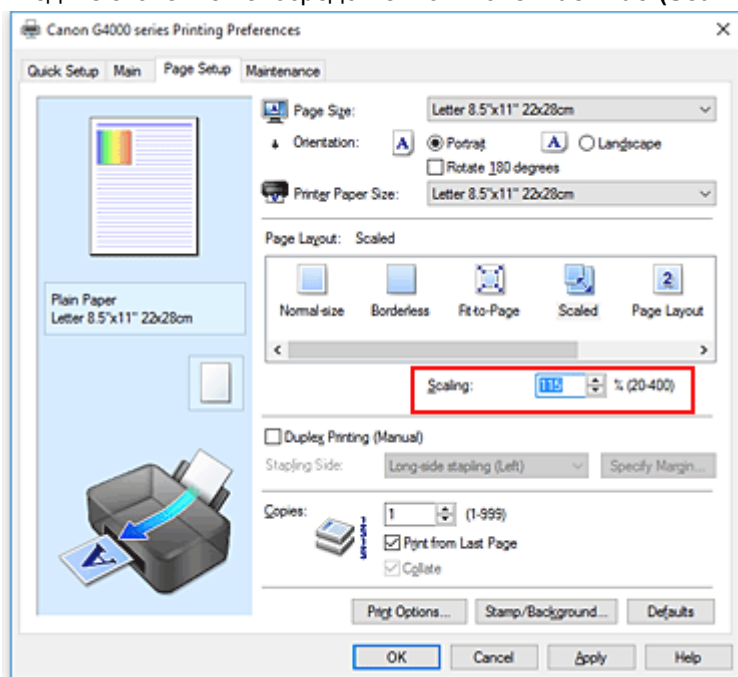 Canon G4000 series Printing Preferences
Quick Setup Main Page Setup Maintenance
Page Size: Letter 8.5"x11" 22x28cm
Orientation: A Portrait A Landscape
Rotate 180 degrees
Printer Paper Size: Letter 8.5"x11" 22x28cm
Page Layout: Scaled
Normal-size Borderless Fit-to-Page Scaled Page Layout
Plain Paper
Letter 8.5"x11" 22x28cm
Scaling: 115 % (20-400)
Duplex Printing (Manual)
Stapling Side: Long-side stapling (Left) Specify Margin...
Copies: 1 (1-999)
Print from Last Page
Collate
Print Options... Stamp/Background... Defaults
OK Cancel Apply Help